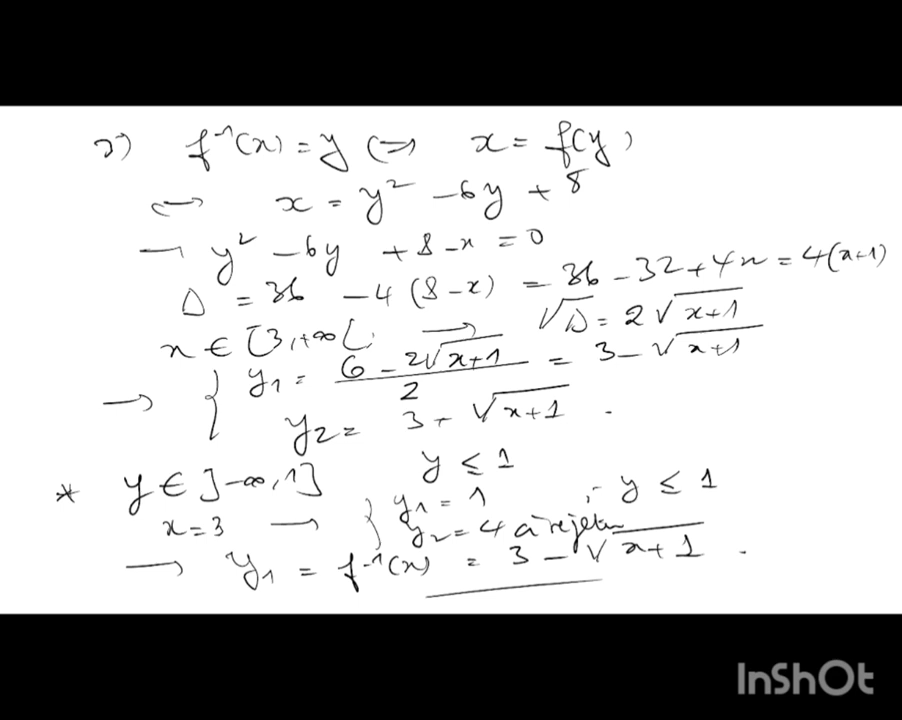 2) f⁻¹(x) = y ⟺ x = f(y)
⟺ x = y² - 6y + 8
→ y² - 6y + 8 - x = 0
Δ = 36 - 4(8 - x) = 36 - 32 + 4x = 4(x+1)
x ∈ [3, +∞[ → √Δ = 2√(x+1)
→ { y₁ = (6 - 2√(x+1))/2 = 3 - √(x+1)
y₂ = 3 + √(x+1) .
* y ∈ ]-∞, 1] y ≤ 1
x = 3 → { y₁ = 1 ; y ≤ 1
y₂ = 4 à rejeter
→ y₁ = f⁻¹(x) = 3 - √(x+1) .
InShOt